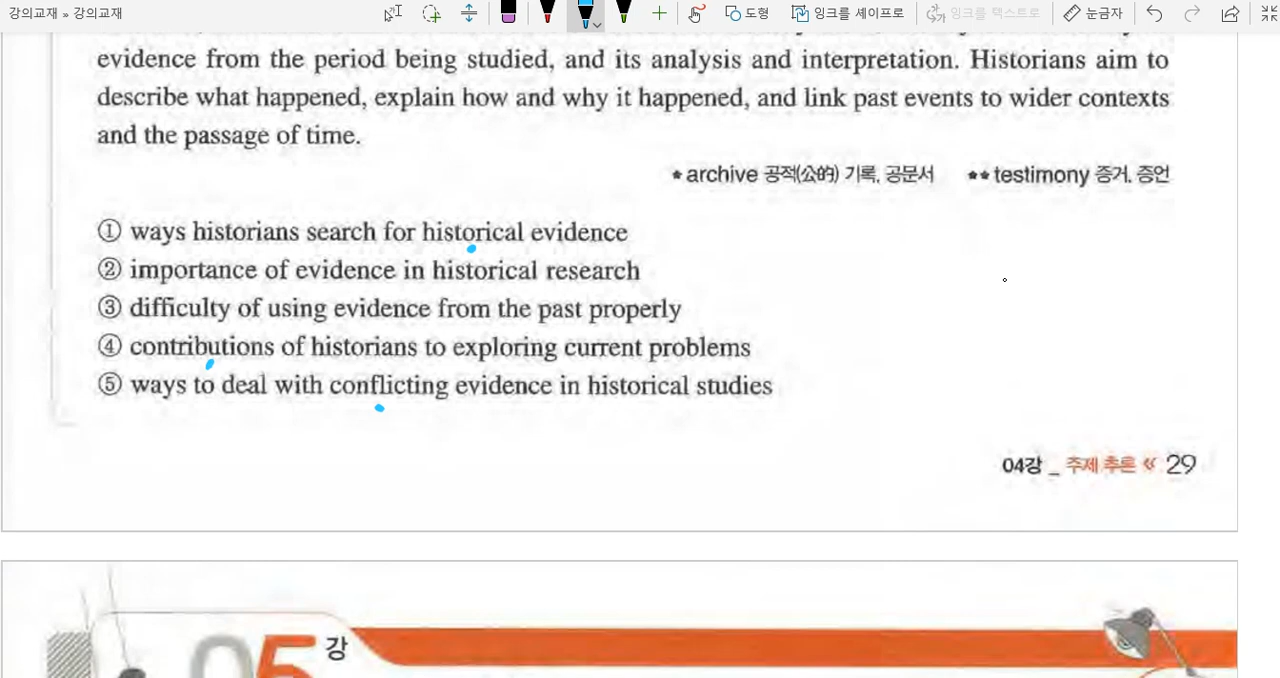 강의교재 » 강의교재 도형 잉크를 셰이프로 잉크를 텍스트로 눈금자
evidence from the period being studied, and its analysis and interpretation. Historians aim to
describe what happened, explain how and why it happened, and link past events to wider contexts
and the passage of time.
* archive 공적(公的) 기록, 공문서 ** testimony 증거, 증언
① ways historians search for historical evidence
② importance of evidence in historical research
③ difficulty of using evidence from the past properly
④ contributions of historians to exploring current problems
⑤ ways to deal with conflicting evidence in historical studies
04강 _ 주제 추론 « 29
05강